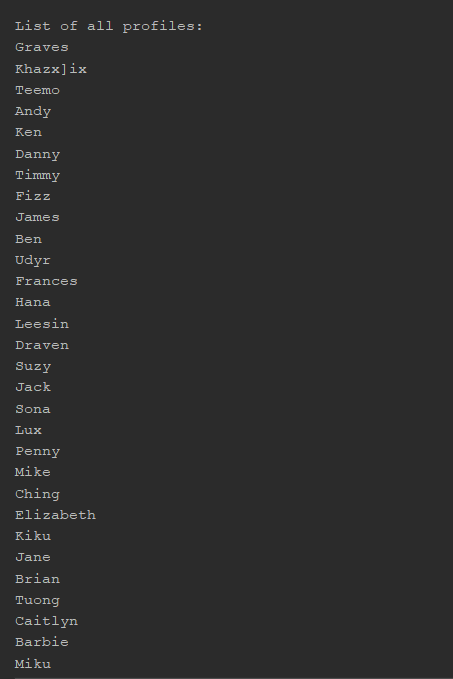 List of all profiles:
Graves
Khazx]ix
Teemo
Andy
Ken
Danny
Timmy
Fizz
James
Ben
Udyr
Frances
Hana
Leesin
Draven
Suzy
Jack
Sona
Lux
Penny
Mike
Ching
Elizabeth
Kiku
Jane
Brian
Tuong
Caitlyn
Barbie
Miku